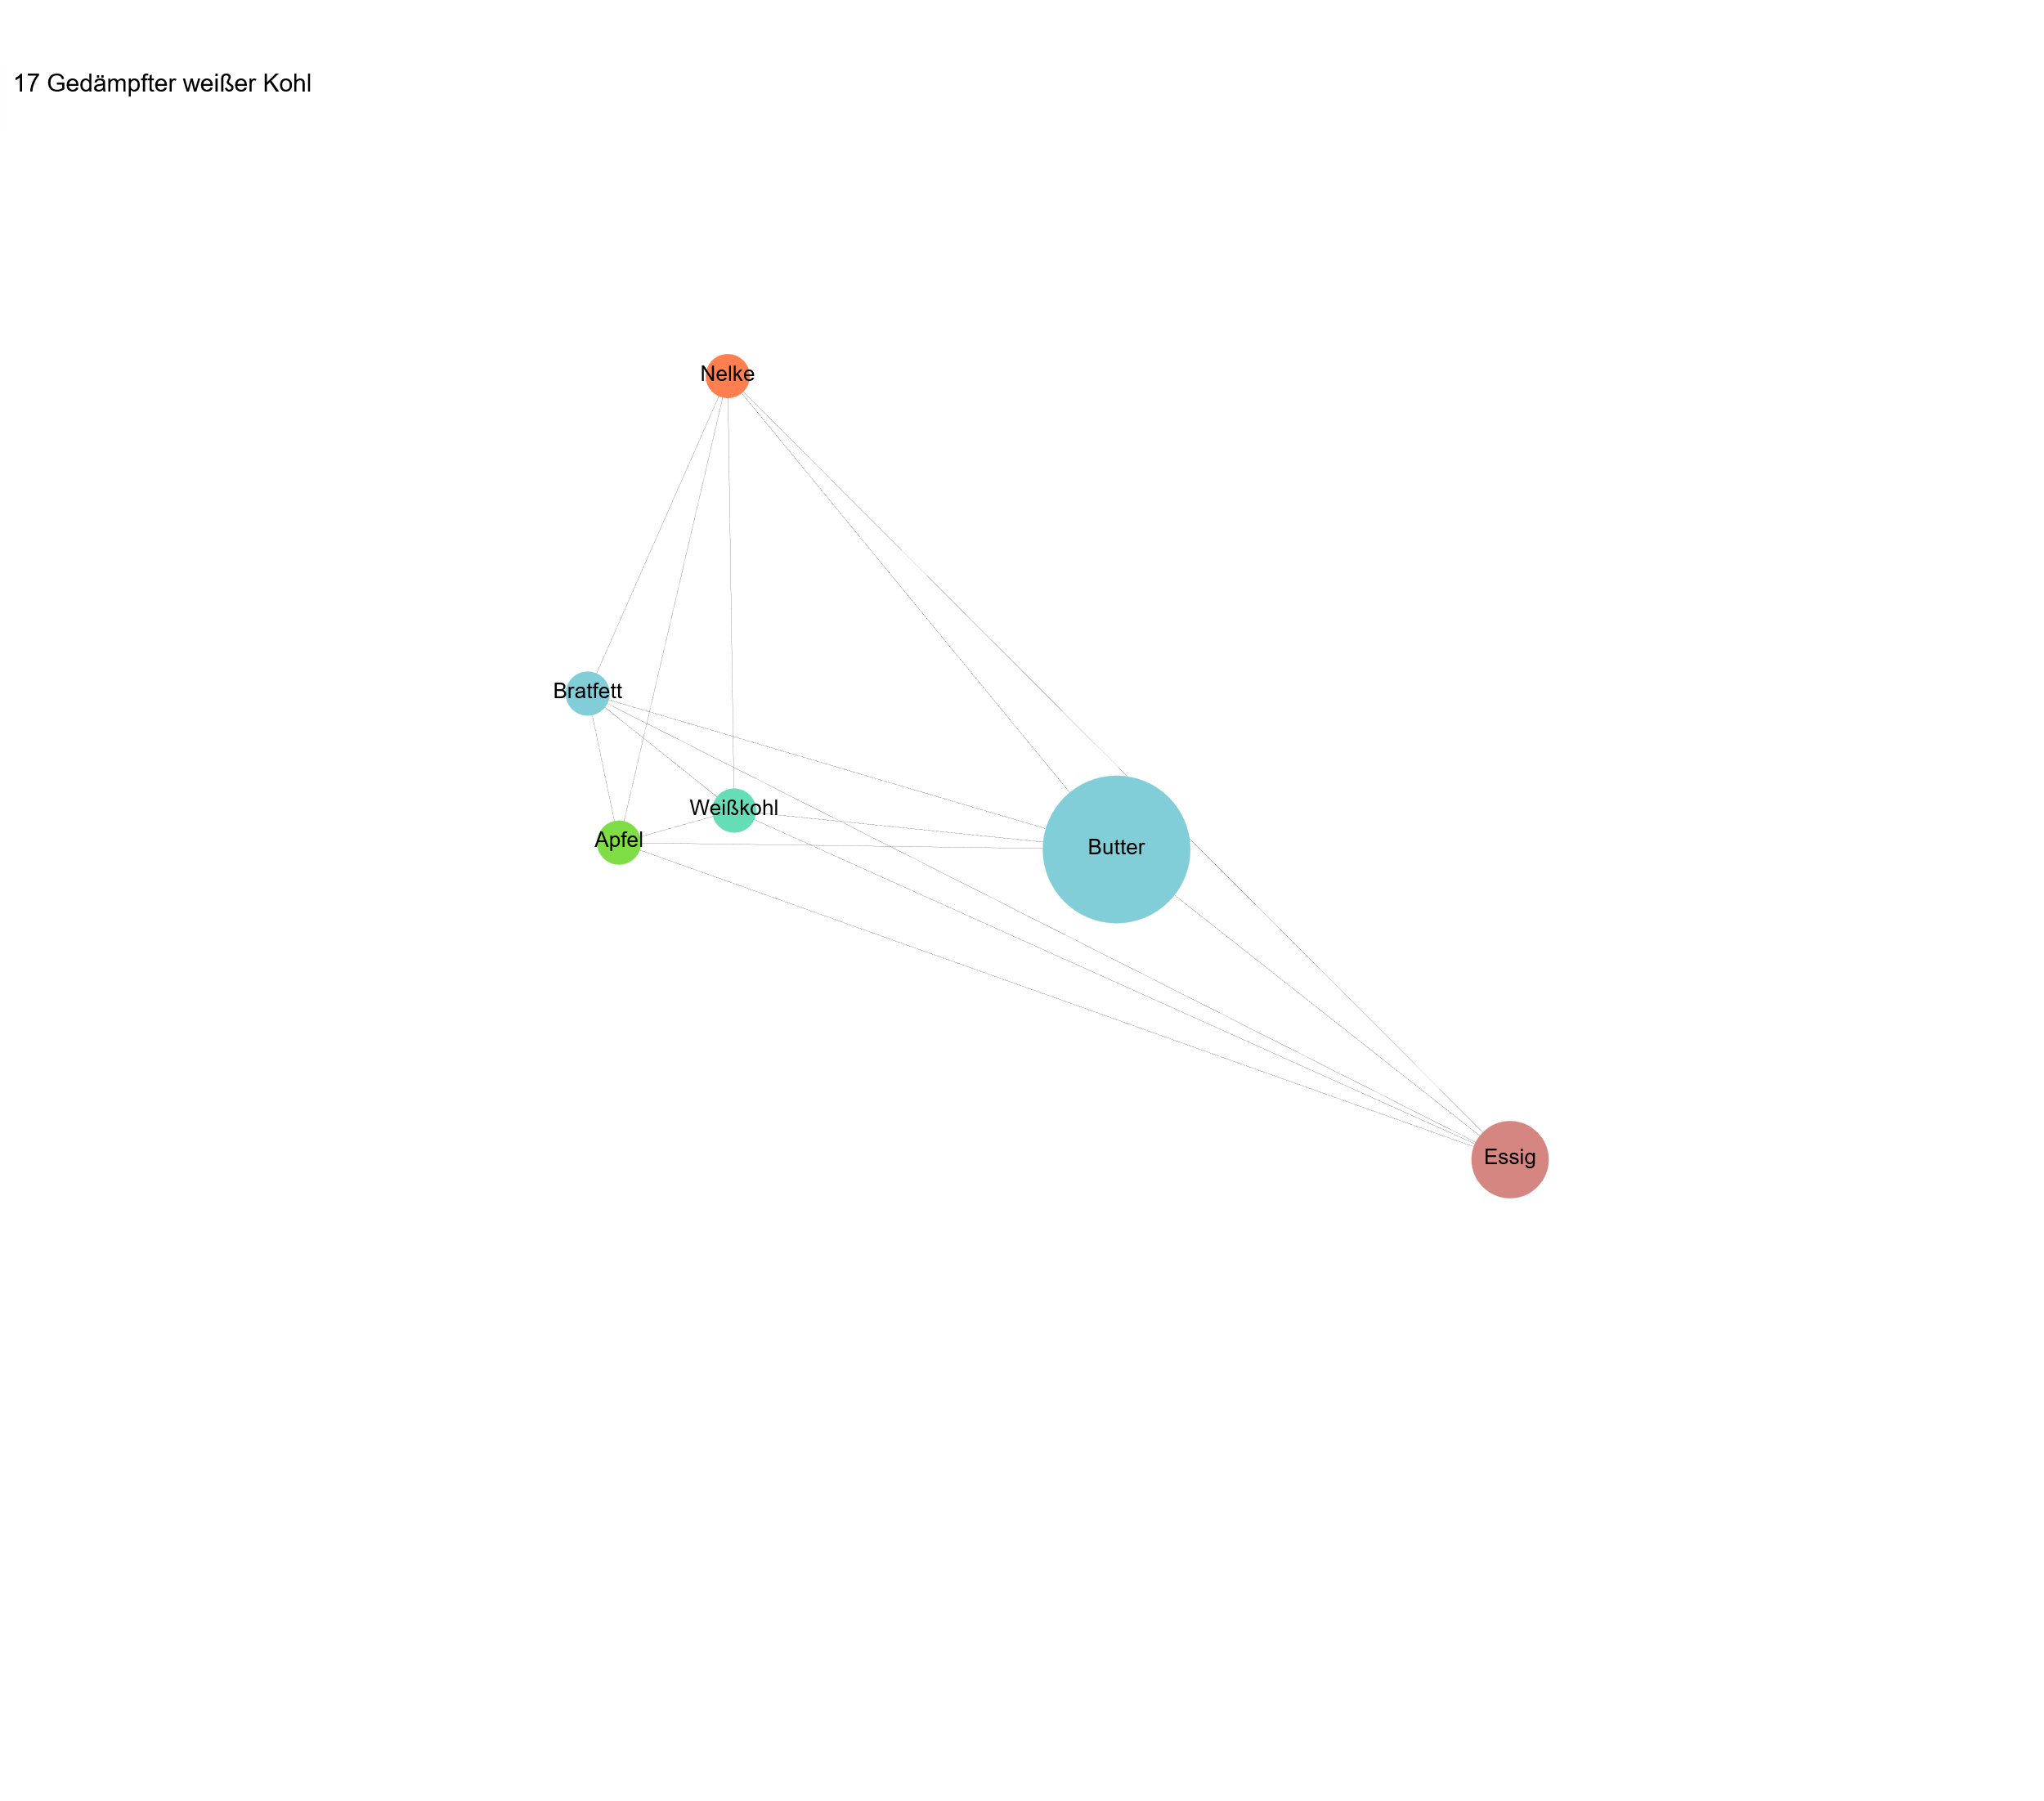 17 Gedämpfter weißer Kohl
Nelke
Bratfett
Weißkohl
Apfel
Butter
Essig